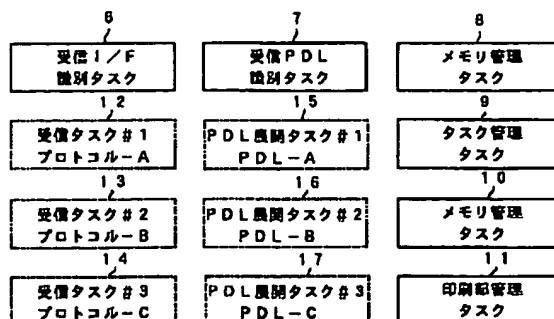 6 7 8
受信I/F 受信PDL メモリ管理
識別タスク 識別タスク タスク
12 15 9
受信タスク#1 PDL展開タスク#1 タスク管理
プロトコル-A PDL-A タスク
13 16 10
受信タスク#2 PDL展開タスク#2 メモリ管理
プロトコル-B PDL-B タスク
14 17 11
受信タスク#3 PDL展開タスク#3 印刷部管理
プロトコル-C PDL-C タスク